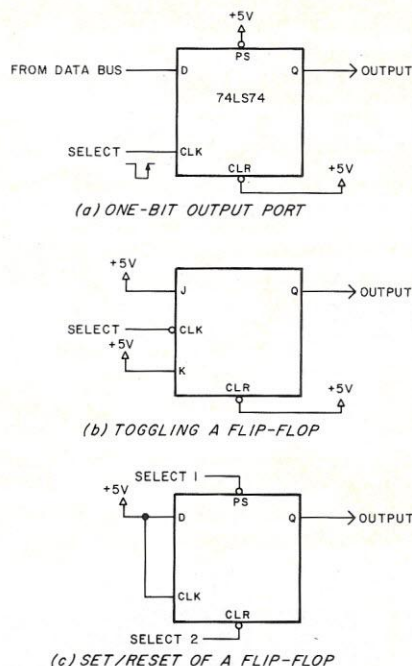 +5V
PS
FROM DATA BUS
D
Q
OUTPUT
74LS74
SELECT
CLK
CLR
+5V
(a) ONE-BIT OUTPUT PORT
+5V
J
Q
OUTPUT
SELECT
CLK
+5V
K
CLR
+5V
(b) TOGGLING A FLIP-FLOP
SELECT 1
+5V
PS
D
Q
OUTPUT
CLK
CLR
SELECT 2
(c) SET/RESET OF A FLIP-FLOP